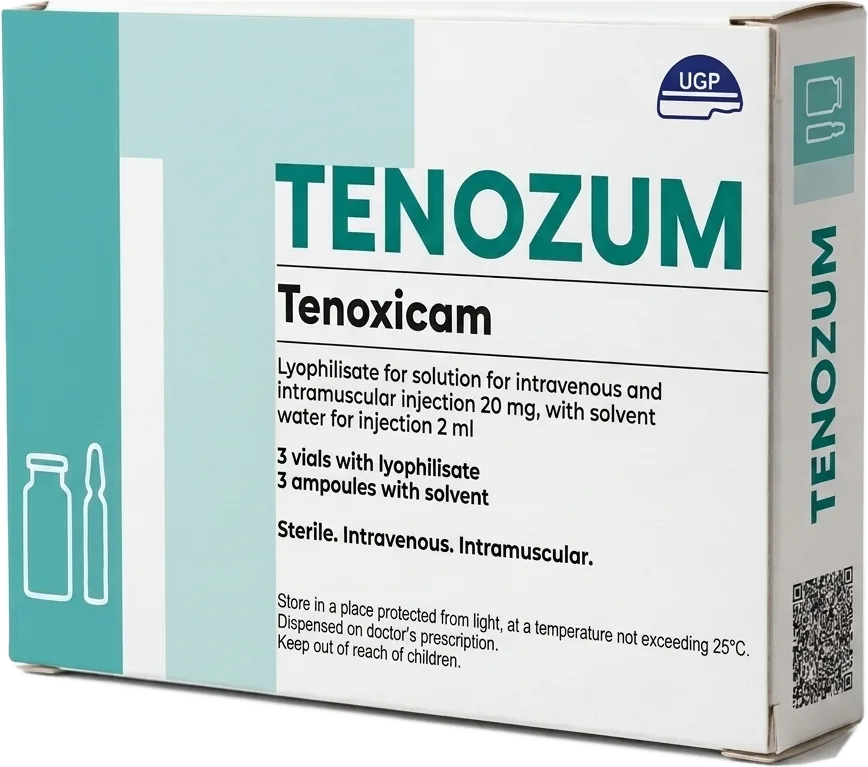 UGP
TENOZUM
Tenoxicam
Lyophilisate for solution for intravenous and
intramuscular injection 20 mg, with solvent
water for injection 2 ml
3 vials with lyophilisate
3 ampoules with solvent
Sterile. Intravenous. Intramuscular.
Store in a place protected from light, at a temperature not exceeding 25°C.
Dispensed on doctor's prescription.
Keep out of reach of children.
TENOZUM